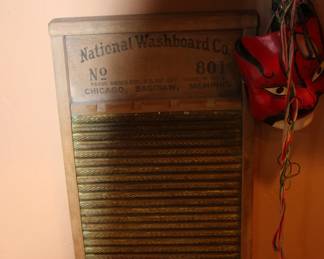 National Washboard Co.
No 801
CHICAGO, SAGINAW, MEMPHIS